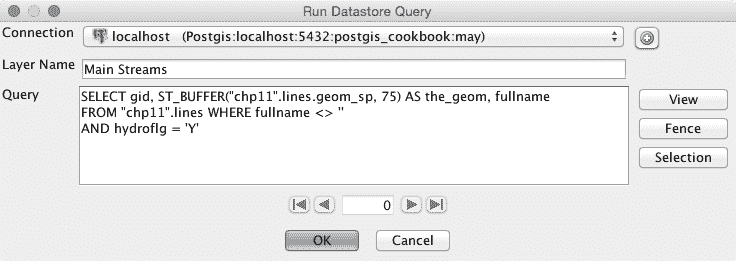 Run Datastore Query
Connection
localhost (Postgis:localhost:5432:postgis_cookbook:may)
Layer Name
Main Streams
Query
SELECT gid, ST_BUFFER("chp11".lines.geom_sp, 75) AS the_geom, fullname
FROM "chp11".lines WHERE fullname <> ''
AND hydroflg = 'Y'
View
Fence
Selection
0
OK
Cancel